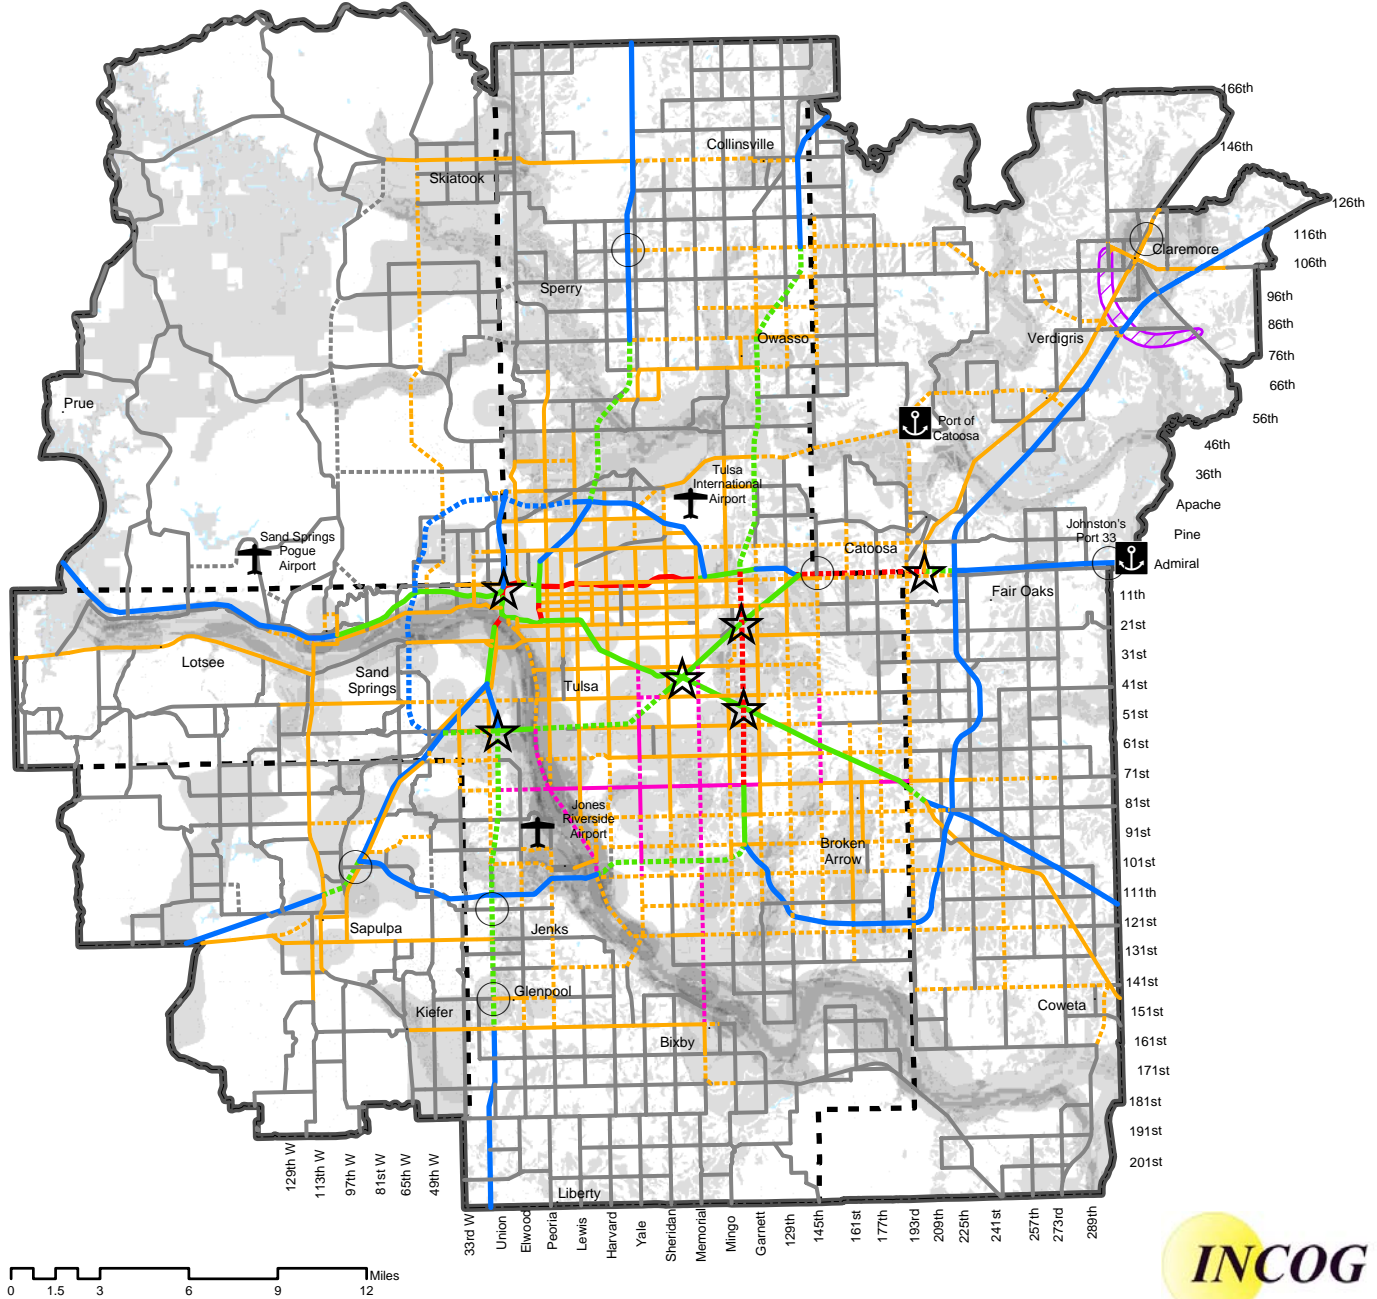 166th
146th
Collinsville
Skiatook
126th
116th
Claremore
106th
Sperry
96th
86th
Owasso
Verdigris
76th
66th
Prue
56th
Port of
Catoosa
46th
Tulsa
International
Airport
36th
Apache
Johnston's
Port 33
Pine
Sand Springs
Pogue
Airport
Catoosa
Admiral
Fair Oaks
11th
21st
31st
Lotsee
Sand
Springs
Tulsa
41st
51st
61st
71st
Jones
Riverside
Airport
81st
91st
Broken
Arrow
101st
111th
Sapulpa
Jenks
121st
131st
141st
Glenpool
Kiefer
Coweta
151st
Bixby
161st
171st
181st
191st
201st
Liberty
129th W
113th W
97th W
81st W
65th W
49th W
33rd W
Union
Elwood
Peoria
Lewis
Harvard
Yale
Sheridan
Memorial
Mingo
Garnett
129th
145th
161st
177th
193rd
209th
225th
241st
257th
273rd
289th
Miles
0 1.5 3 6 9 12
INCOG